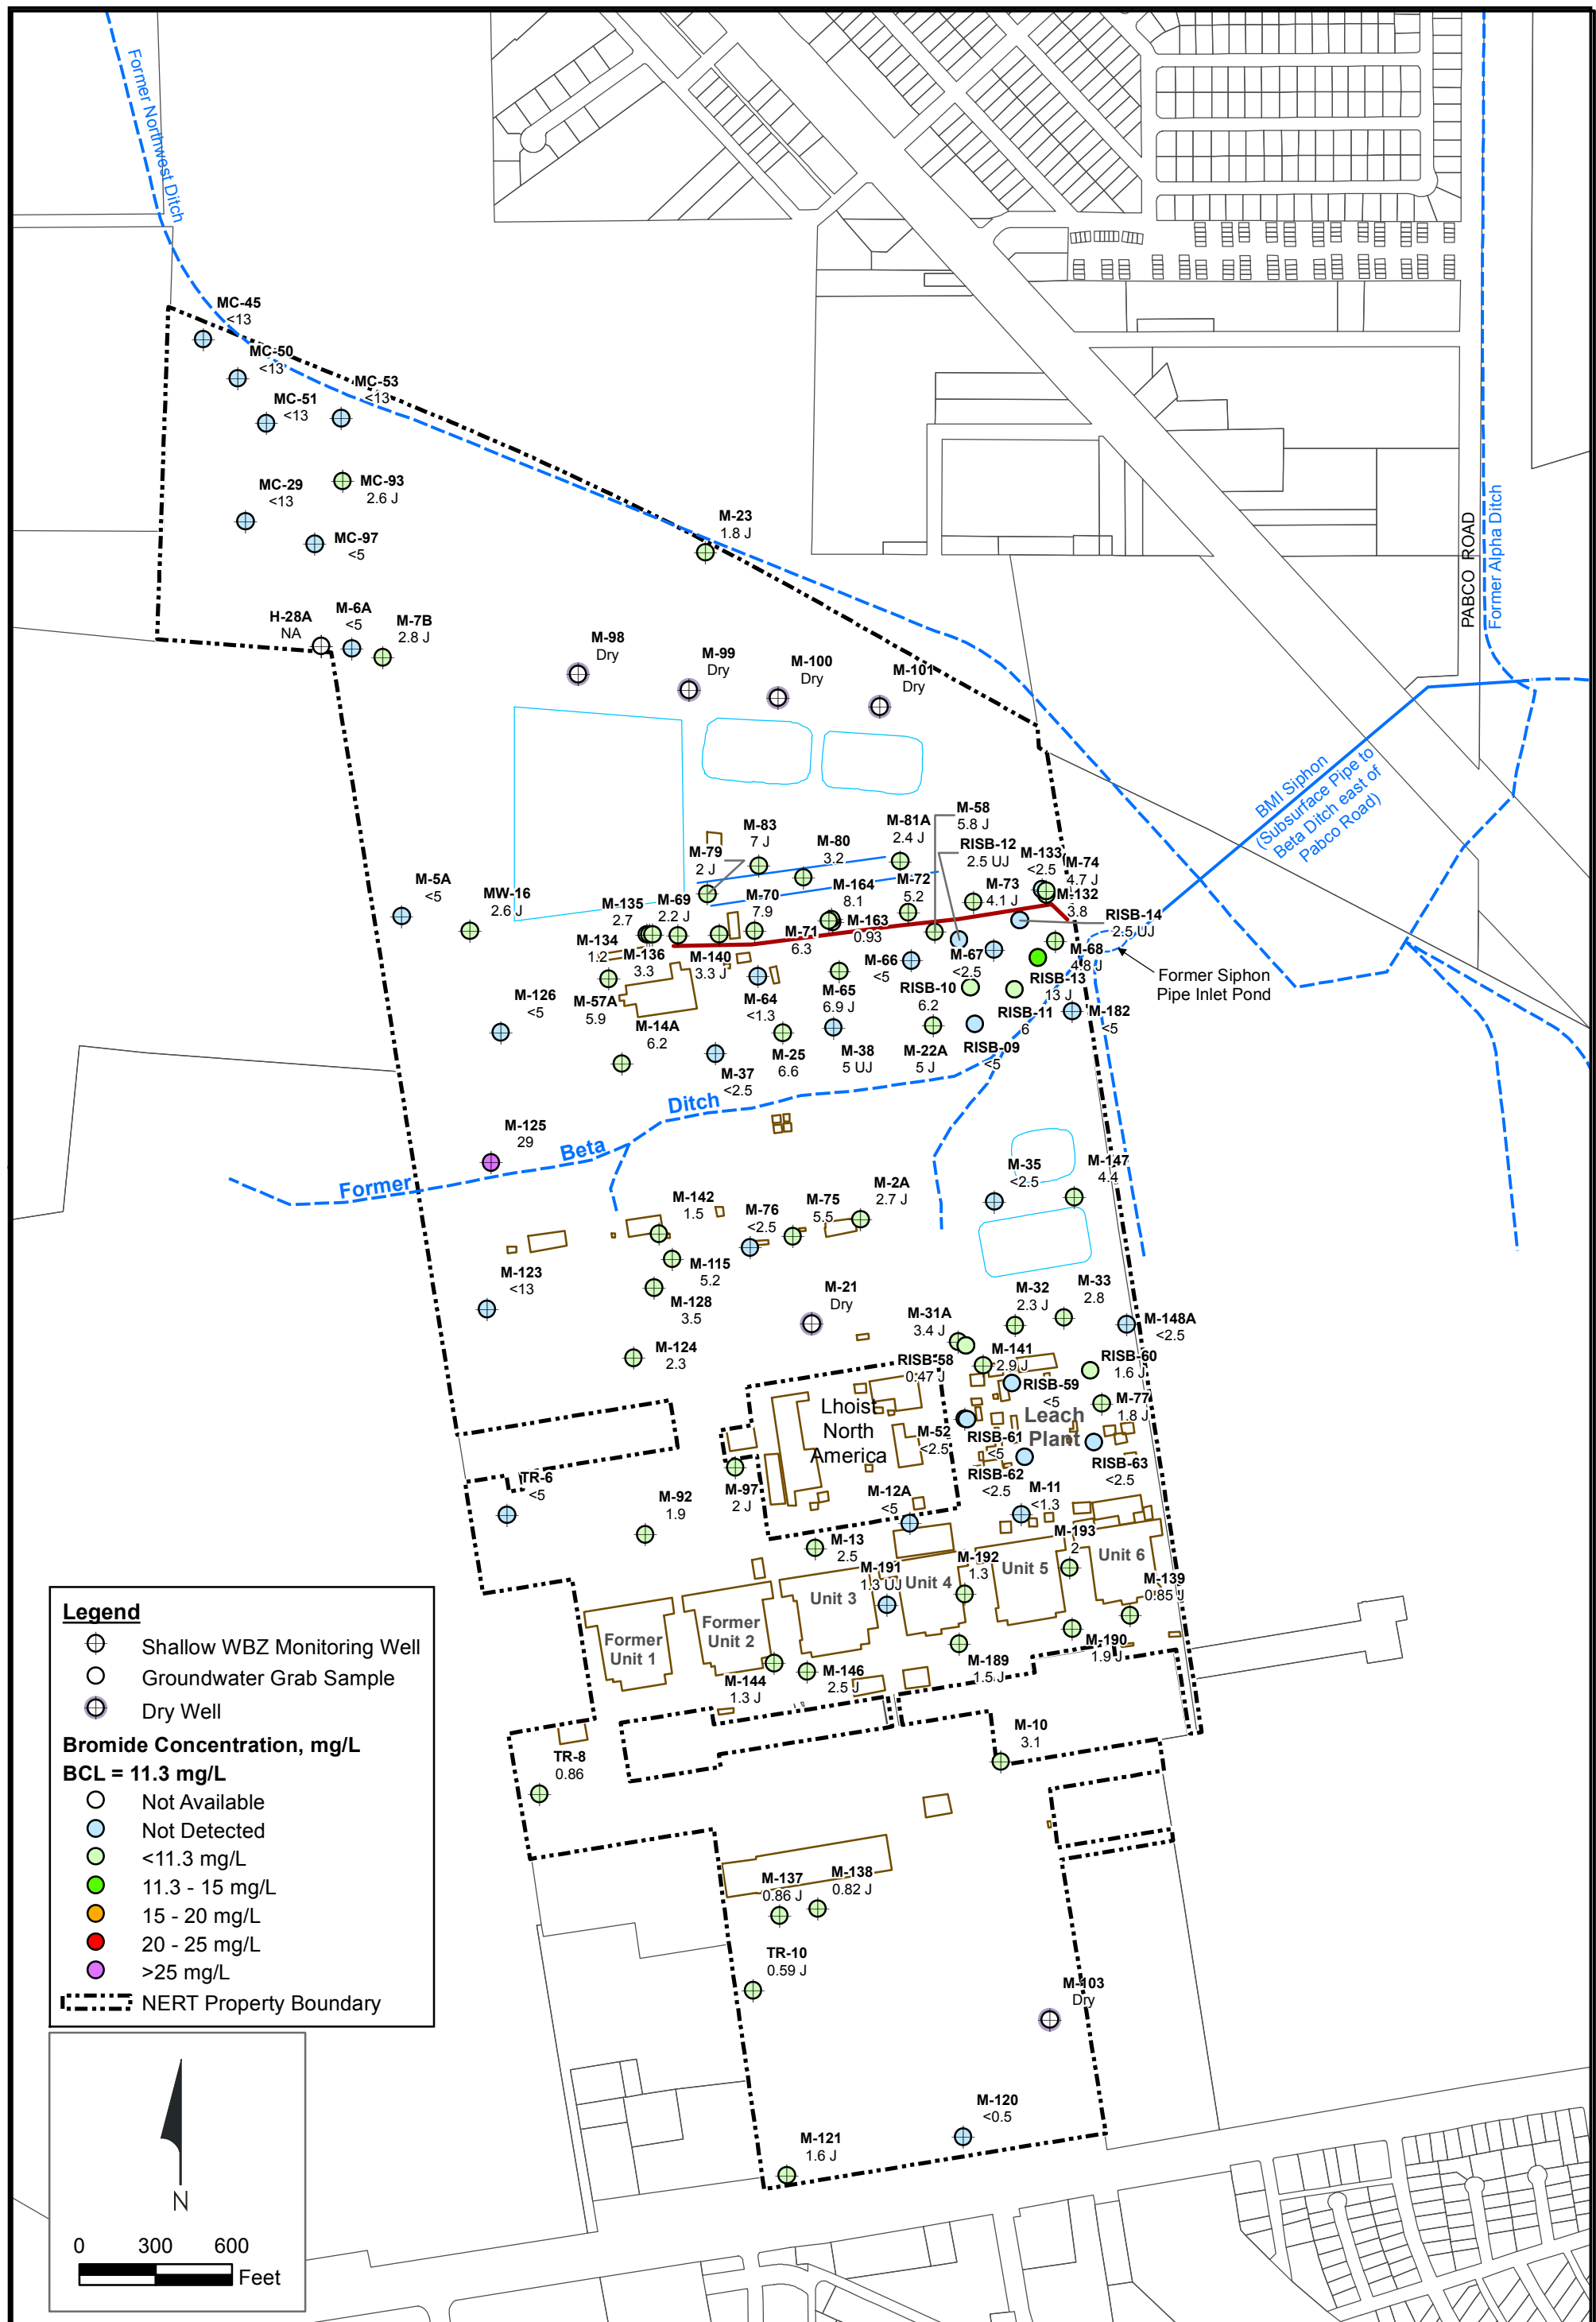 Former Northwest Ditch
MC-45
<13
MC-50
<13
MC-51
<13
MC-53
<13
MC-93
2.6 J
MC-29
<13
MC-97
<5
M-23
1.8 J
PABCO ROAD
Former Alpha Ditch
H-28A
NA
M-6A
<5
M-7B
2.8 J
M-98
Dry
M-99
Dry
M-100
Dry
M-101
Dry
BMI Siphon
(Subsurface Pipe to
Beta Ditch east of
Pabco Road)
M-58
5.8 J
M-83
7 J
M-81A
2.4 J
M-80
3.2
M-79
2 J
RISB-12
2.5 UJ
M-133
<2.5
M-74
4.7 J
M-5A
<5
MW-16
2.6 J
M-135
2.7
M-69
2.2 J
M-70
7.9
M-164
8.1
M-72
5.2
M-73
4.1 J
M-132
3.8
RISB-14
2.5 UJ
M-134
1.2
M-136
3.3
M-140
3.3 J
M-71
6.3
M-163
0.93
M-66
<5
M-67
<2.5
M-68
4.8 J
Former Siphon
Pipe Inlet Pond
M-126
<5
M-57A
5.9
M-64
<1.3
M-65
6.9 J
RISB-10
6.2
RISB-13
13 J
RISB-11
6
M-182
<5
M-14A
6.2
M-37
<2.5
M-25
6.6
M-38
5 UJ
M-22A
5 J
RISB-09
<5
Former Beta Ditch
M-125
29
M-142
1.5
M-76
<2.5
M-75
5.5
M-2A
2.7 J
M-35
<2.5
M-147
4.4
M-115
5.2
M-123
<13
M-128
3.5
M-21
Dry
M-32
2.3 J
M-33
2.8
M-31A
3.4 J
M-148A
<2.5
M-124
2.3
RISB-58
0.47 J
M-141
2.9 J
RISB-60
1.6 J
RISB-59
<5
M-77
1.8 J
Lhoist
North
America
Leach
Plant
M-52
<2.5
RISB-61
<5
RISB-62
<2.5
RISB-63
<2.5
TR-6
<5
M-92
1.9
M-97
2 J
M-12A
<5
M-11
<1.3
M-13
2.5
M-193
2
M-191
1.3 UJ
M-192
1.3
M-139
0.85 J
Former
Unit 1
Former
Unit 2
Unit 3
Unit 4
Unit 5
Unit 6
M-144
1.3 J
M-146
2.5 J
M-189
1.5 J
M-190
1.9 J
M-10
3.1
TR-8
0.86
M-137
0.86 J
M-138
0.82 J
TR-10
0.59 J
M-103
Dry
M-120
<0.5
M-121
1.6 J
Legend
Shallow WBZ Monitoring Well
Groundwater Grab Sample
Dry Well
Bromide Concentration, mg/L
BCL = 11.3 mg/L
Not Available
Not Detected
<11.3 mg/L
11.3 - 15 mg/L
15 - 20 mg/L
20 - 25 mg/L
>25 mg/L
NERT Property Boundary
N
0 300 600
Feet